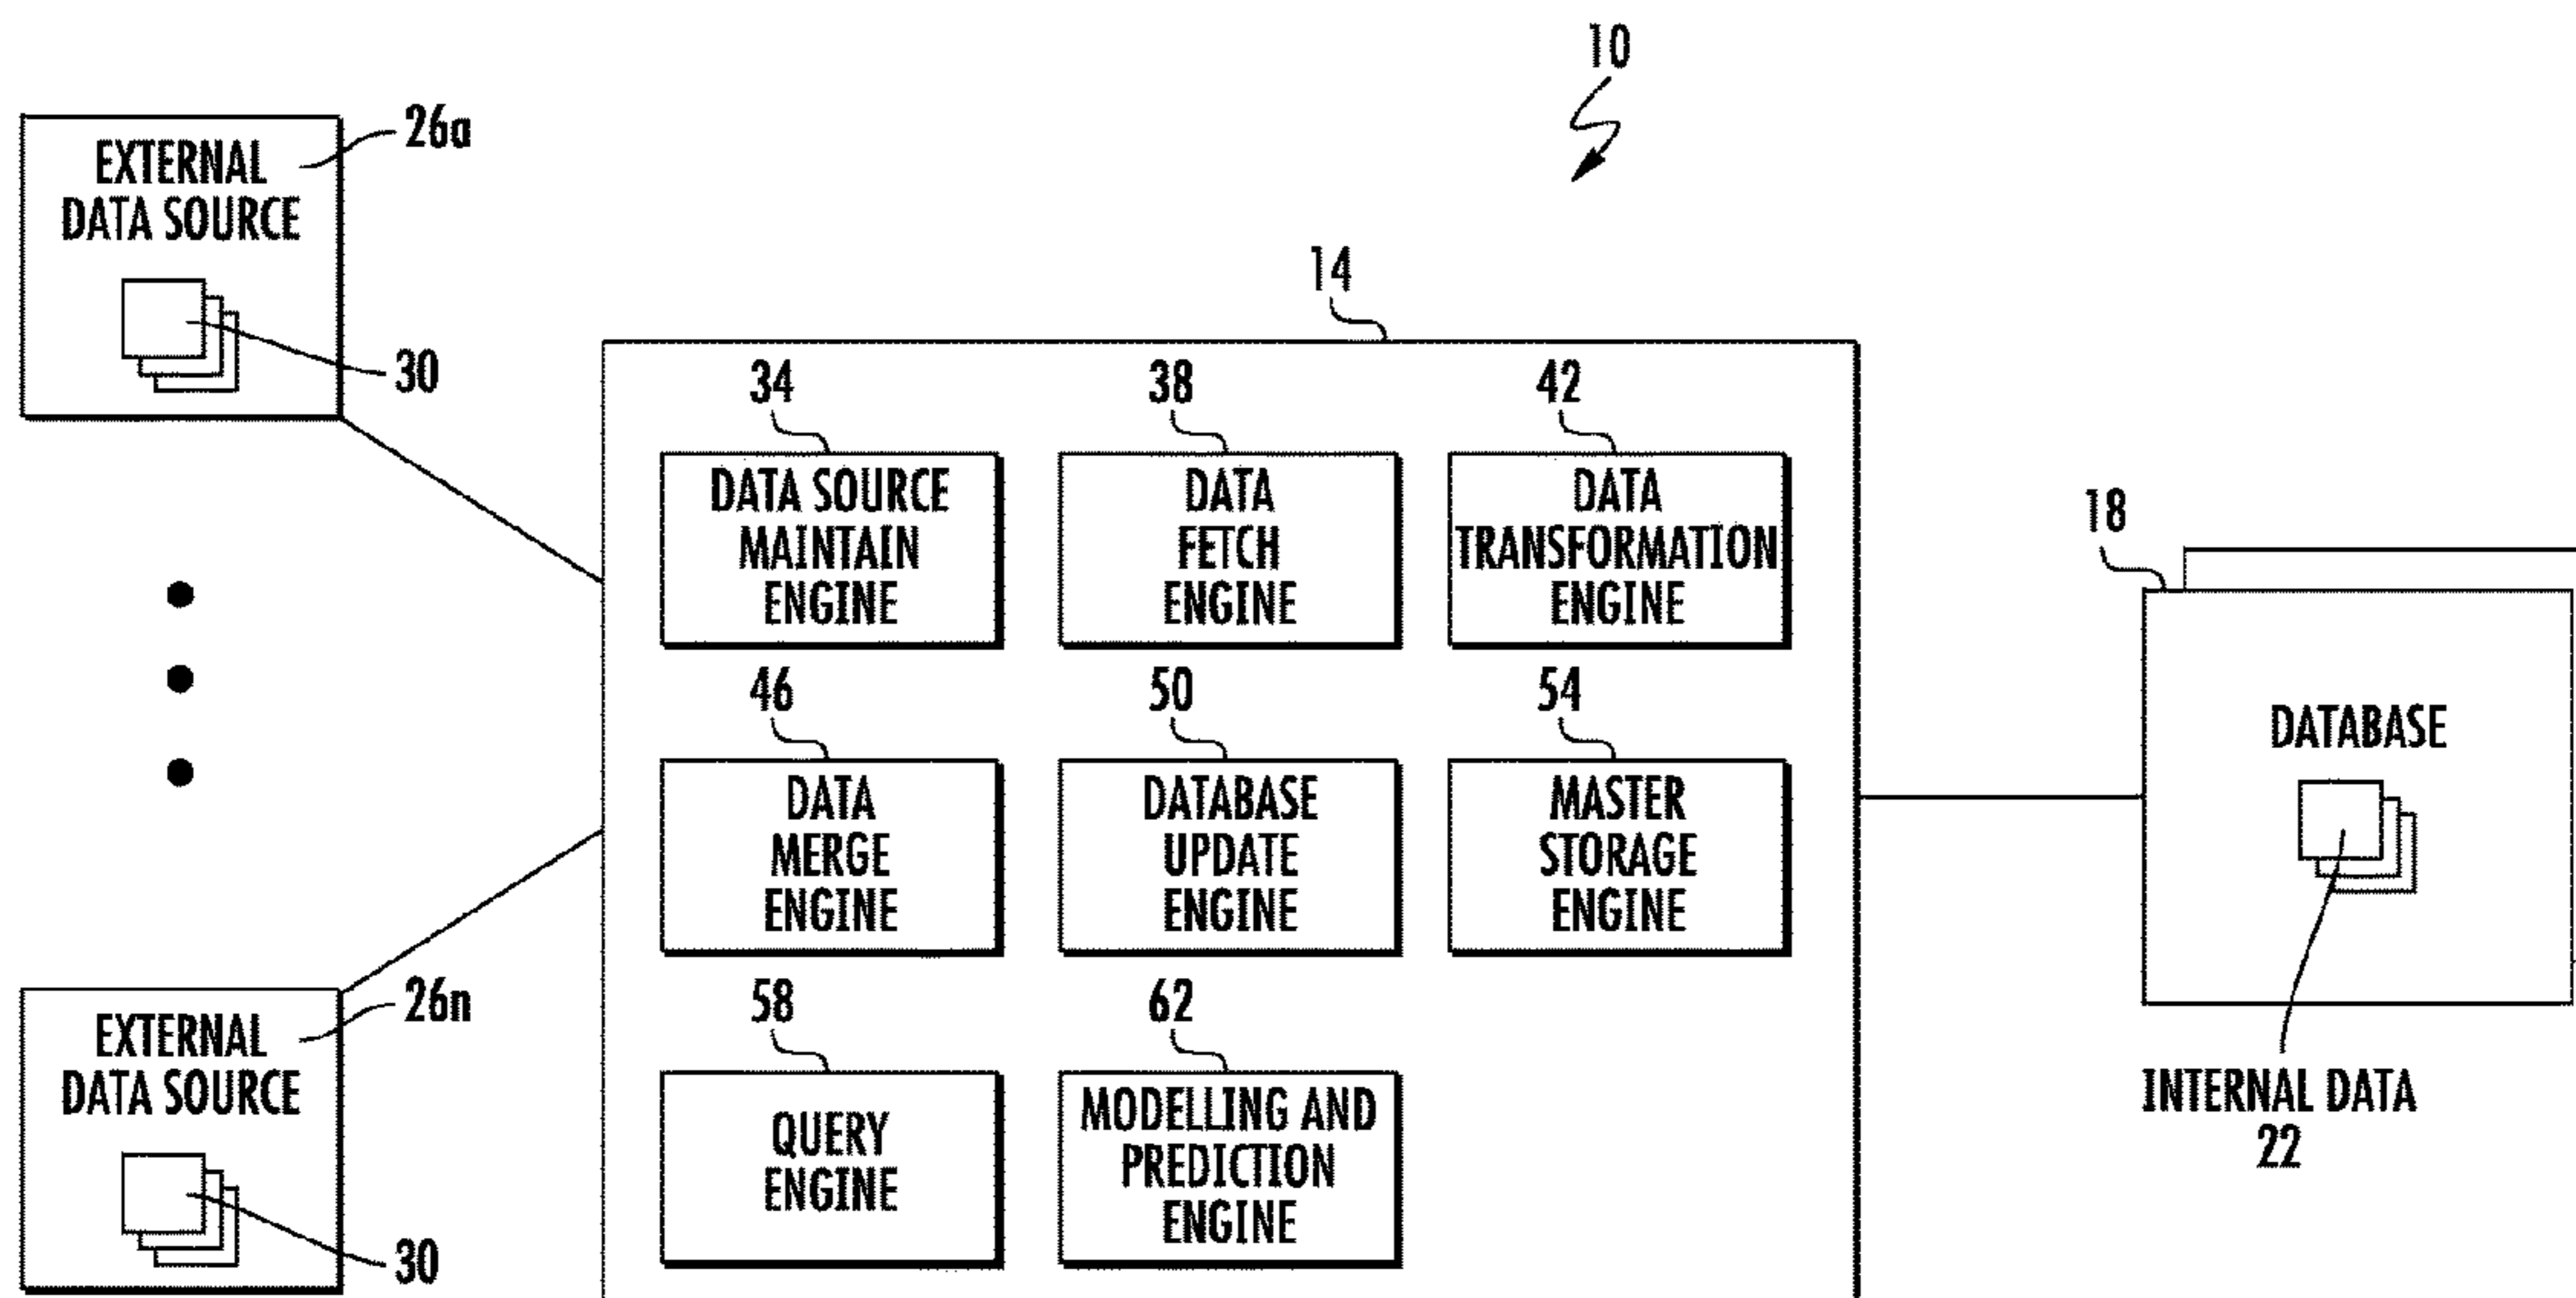 10
26a
EXTERNAL
DATA SOURCE
30
14
34
38
42
DATA SOURCE
MAINTAIN
ENGINE
DATA
FETCH
ENGINE
DATA
TRANSFORMATION
ENGINE
18
46
50
54
DATA
MERGE
ENGINE
DATABASE
UPDATE
ENGINE
MASTER
STORAGE
ENGINE
DATABASE
26n
EXTERNAL
DATA SOURCE
30
58
62
QUERY
ENGINE
MODELLING AND
PREDICTION
ENGINE
INTERNAL DATA
22